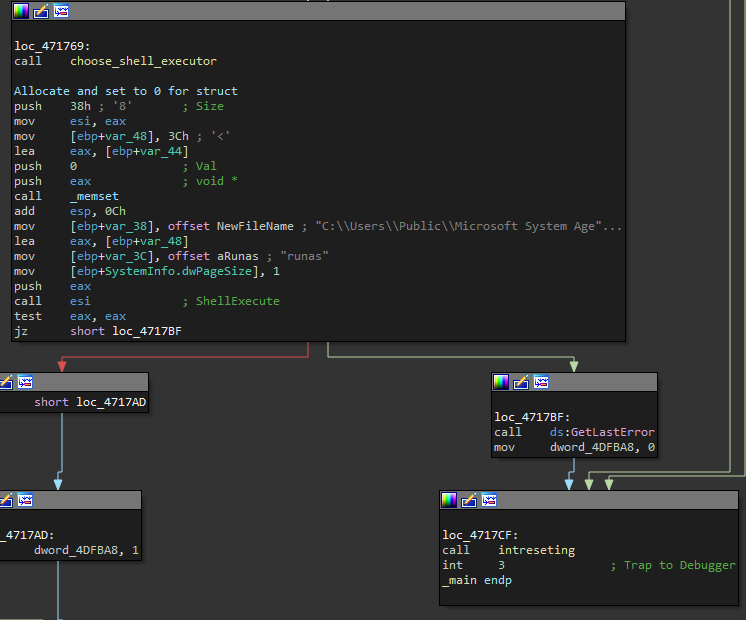 loc_471769:
call    choose_shell_executor
Allocate and set to 0 for struct
push    38h ; '8'       ; Size
mov     esi, eax
mov     [ebp+var_48], 3Ch ; '<'
lea     eax, [ebp+var_44]
push    0               ; Val
push    eax             ; void *
call    _memset
add     esp, 0Ch
mov     [ebp+var_38], offset NewFileName ; "C:\\Users\\Public\\Microsoft System Age"...
lea     eax, [ebp+var_48]
mov     [ebp+var_3C], offset aRunas ; "runas"
mov     [ebp+SystemInfo.dwPageSize], 1
push    eax
call    esi             ; ShellExecute
test    eax, eax
jz      short loc_4717BF
short loc_4717AD
loc_4717BF:
call    ds:GetLastError
mov     dword_4DFBA8, 0
_4717AD:
dword_4DFBA8, 1
loc_4717CF:
call    intreseting
int     3               ; Trap to Debugger
_main endp